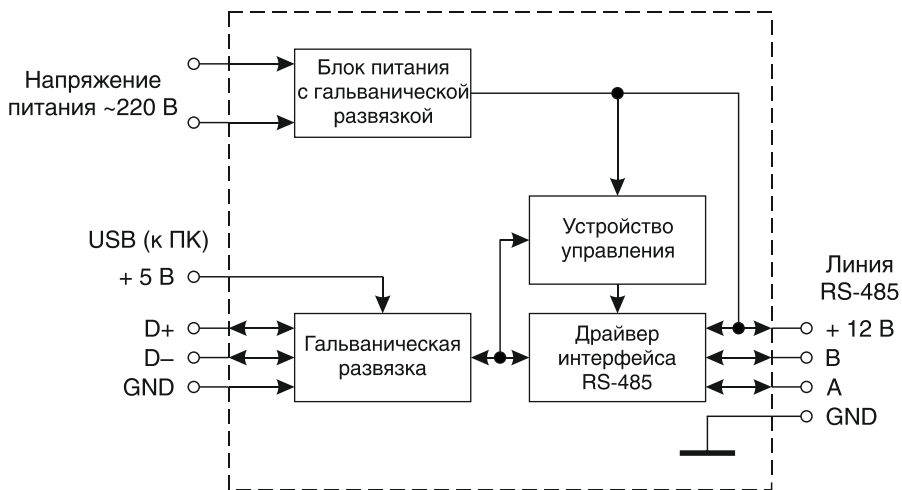 Напряжение
питания ~220 В
Блок питания
с гальванической
развязкой
USB (к ПК)
+ 5 В
D+
D–
GND
Гальваническая
развязка
Устройство
управления
Драйвер
интерфейса
RS-485
Линия
RS-485
+ 12 В
B
A
GND